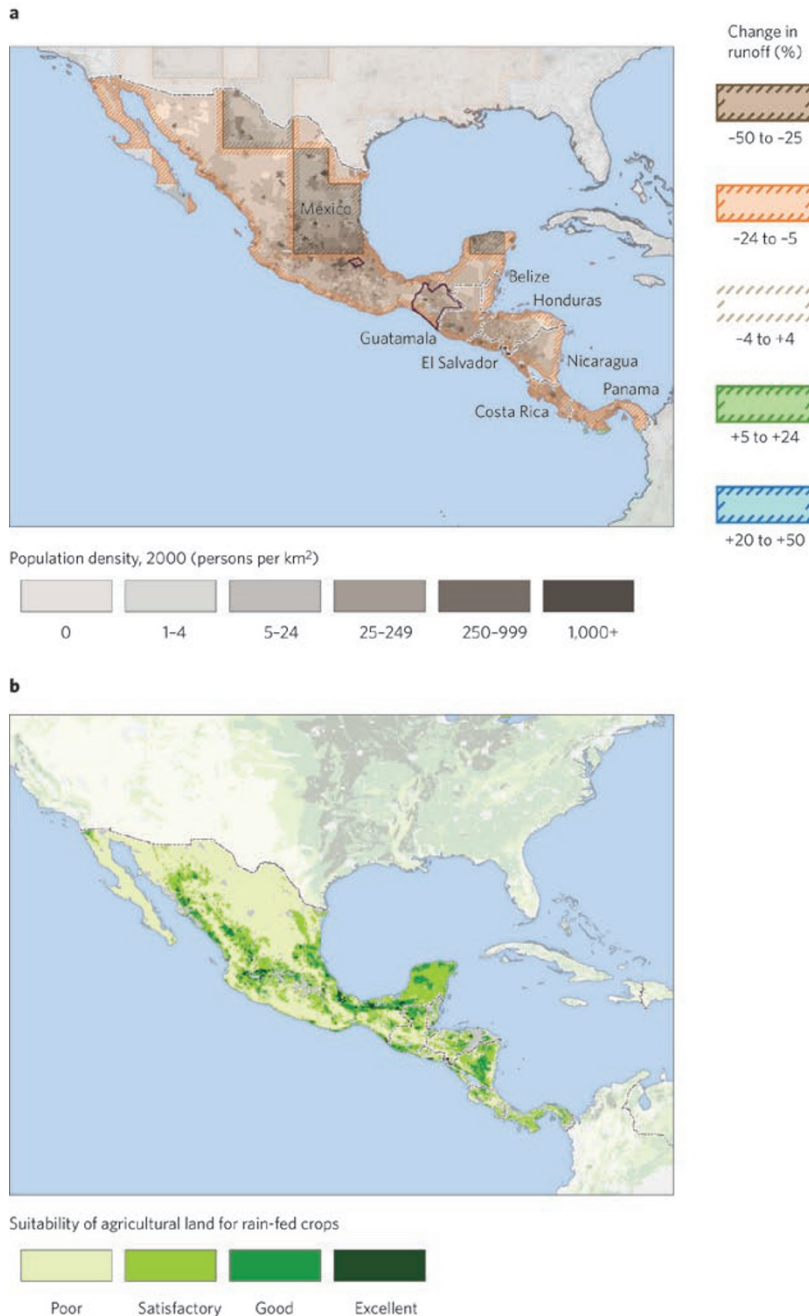 a
Change in
runoff (%)
–50 to –25
–24 to –5
–4 to +4
+5 to +24
+20 to +50
México
Belize
Honduras
Guatamala
El Salvador
Nicaragua
Panama
Costa Rica
Population density, 2000 (persons per km²)
0
1–4
5–24
25–249
250–999
1,000+
b
Suitability of agricultural land for rain-fed crops
Poor
Satisfactory
Good
Excellent